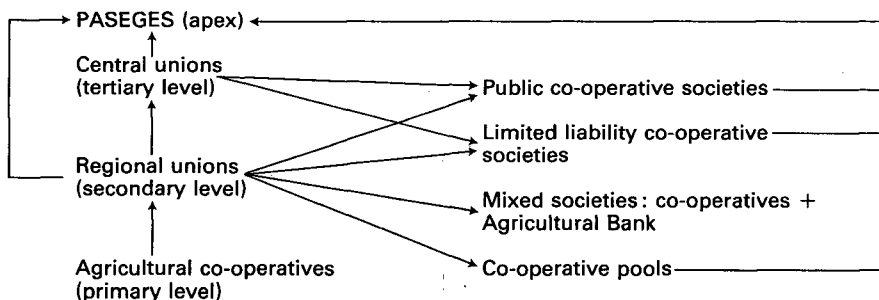 PASEGES (apex)
Central unions
(tertiary level)
Regional unions
(secondary level)
Agricultural co-operatives
(primary level)
Public co-operative societies
Limited liability co-operative
societies
Mixed societies: co-operatives +
Agricultural Bank
Co-operative pools